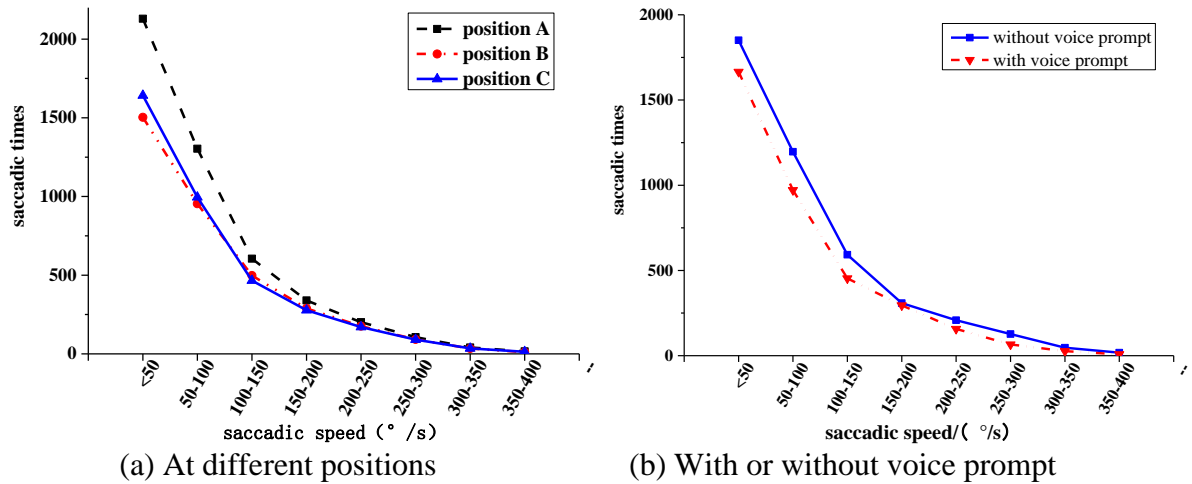 2000
1500
1000
500
0
saccadic times
position A
position B
position C
<50
50-100
100-150
150-200
200-250
250-300
300-350
350-400
--
saccadic speed (° /s)
(a) At different positions
2000
1500
1000
500
0
saccadic times
without voice prompt
with voice prompt
<50
50-100
100-150
150-200
200-250
250-300
300-350
350-400
--
saccadic speed/( °/s)
(b) With or without voice prompt